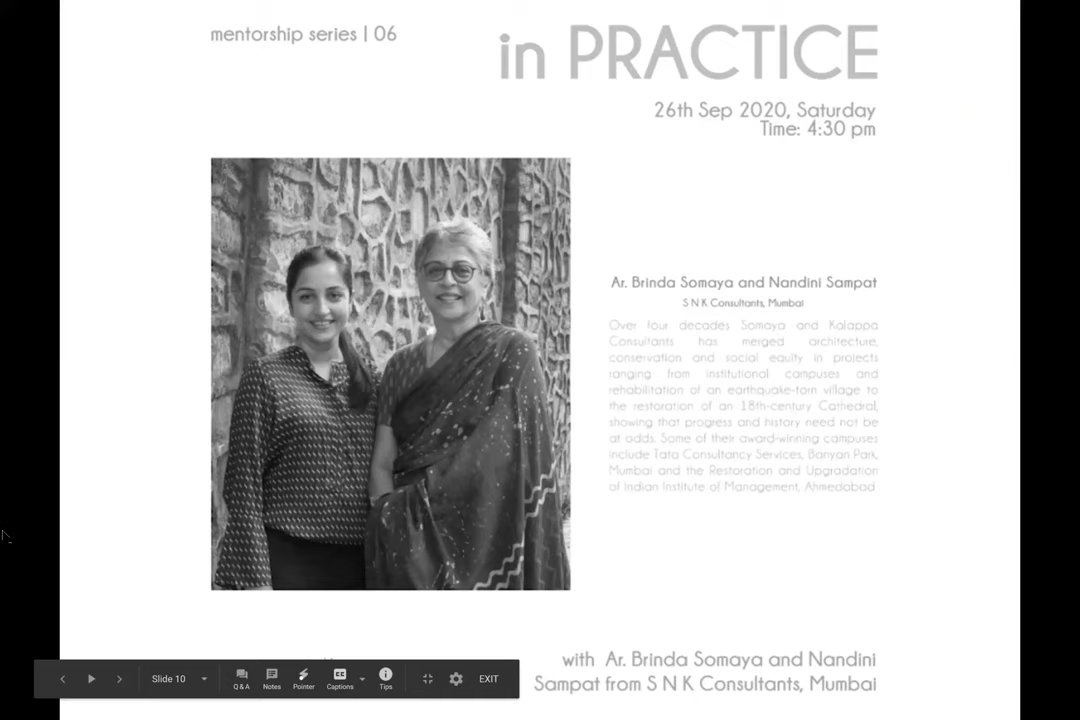 mentorship series | 06
in PRACTICE
26th Sep 2020, Saturday
Time: 4:30 pm
Ar. Brinda Somaya and Nandini Sampat
S N K Consultants, Mumbai
Over four decades Somaya and Kalappa
Consultants has merged architecture,
conservation and social equity in projects
ranging from institutional campuses and
rehabilitation of an earthquake-torn village to
the restoration of an 18th-century Cathedral,
showing that progress and history need not be
at odds. Some of their award-winning campuses
include Tata Consultancy Services, Banyan Park,
Mumbai and the Restoration and Upgradation
of Indian Institute of Management, Ahmedabad
with Ar. Brinda Somaya and Nandini
Sampat from S N K Consultants, Mumbai
Slide 10
Q & A
Notes
Pointer
CC
Captions
Tips
EXIT